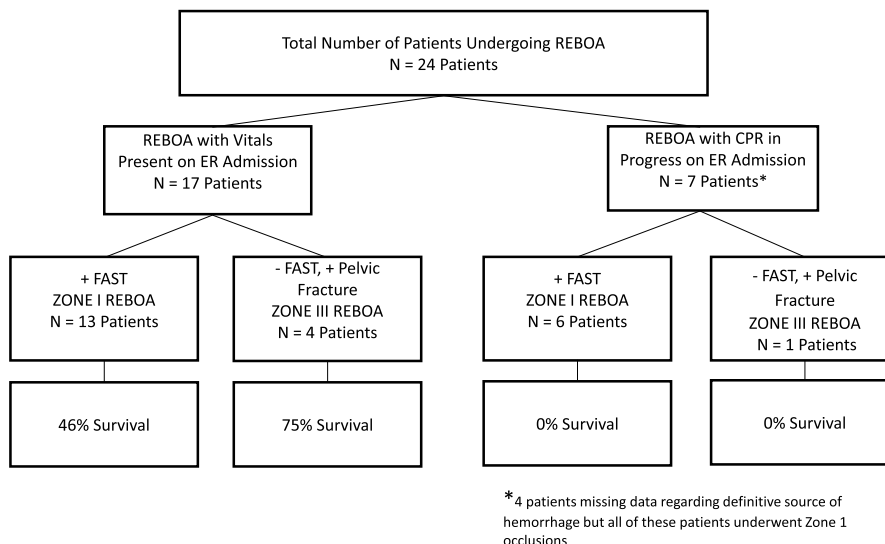 Total Number of Patients Undergoing REBOA
N = 24 Patients
REBOA with Vitals
Present on ER Admission
N = 17 Patients
REBOA with CPR in
Progress on ER Admission
N = 7 Patients*
+ FAST
ZONE I REBOA
N = 13 Patients
- FAST, + Pelvic
Fracture
ZONE III REBOA
N = 4 Patients
+ FAST
ZONE I REBOA
N = 6 Patients
- FAST, + Pelvic
Fracture
ZONE III REBOA
N = 1 Patients
46% Survival
75% Survival
0% Survival
0% Survival
*4 patients missing data regarding definitive source of
hemorrhage but all of these patients underwent Zone 1
occlusions